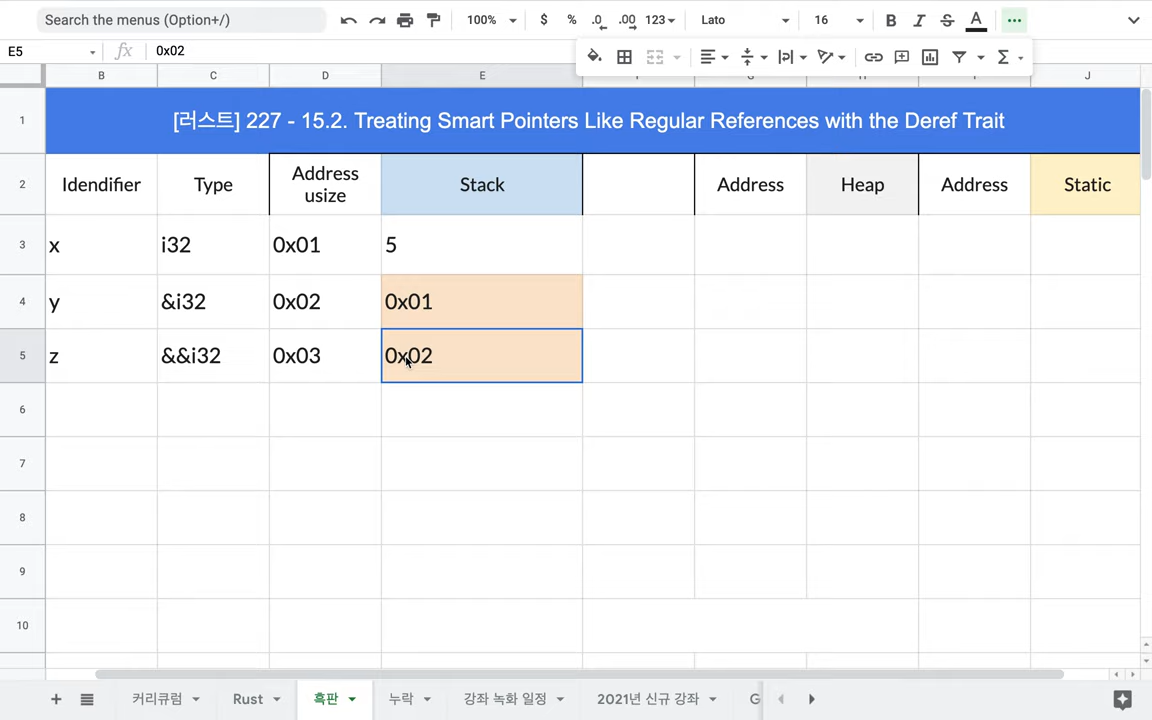 Search the menus (Option+/)
100%
$
%
.0
.00
123
Lato
16
B
I
S
A
E5
fx
0x02
B
C
D
E
J
1
[러스트] 227 - 15.2. Treating Smart Pointers Like Regular References with the Deref Trait
2
Idendifier
Type
Address
usize
Stack
Address
Heap
Address
Static
3
x
i32
0x01
5
4
y
&i32
0x02
0x01
5
z
&&i32
0x03
0x02
6
7
8
9
10
커리큘럼
Rust
흑판
누락
강좌 녹화 일정
2021년 신규 강좌